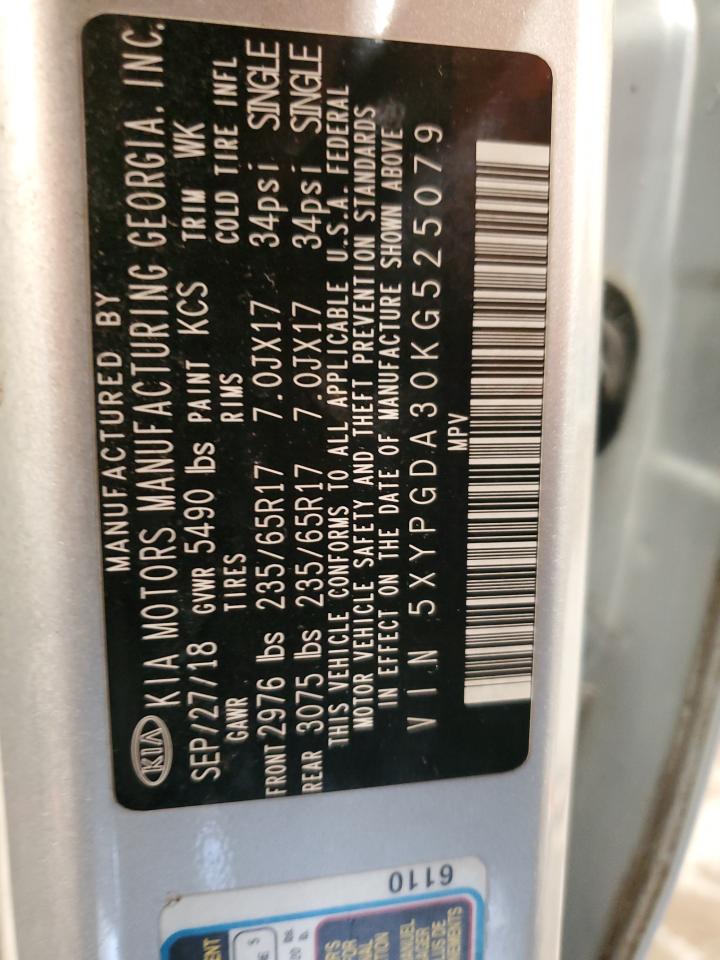 MANUFACTURED BY
KIA KIA MOTORS MANUFACTURING GEORGIA, INC.
SEP/27/18 GVWR 5490 lbs PAINT KCS TRIM WK
GAWR TIRES RIMS COLD TIRE INFL
FRONT 2976 lbs 235/65R17 7.0JX17 34psi SINGLE
REAR 3075 lbs 235/65R17 7.0JX17 34psi SINGLE
THIS VEHICLE CONFORMS TO ALL APPLICABLE U.S.A. FEDERAL
MOTOR VEHICLE SAFETY AND THEFT PREVENTION STANDARDS
IN EFFECT ON THE DATE OF MANUFACTURE SHOWN ABOVE
VIN 5XYPGDA30KG525079
MPV
6110